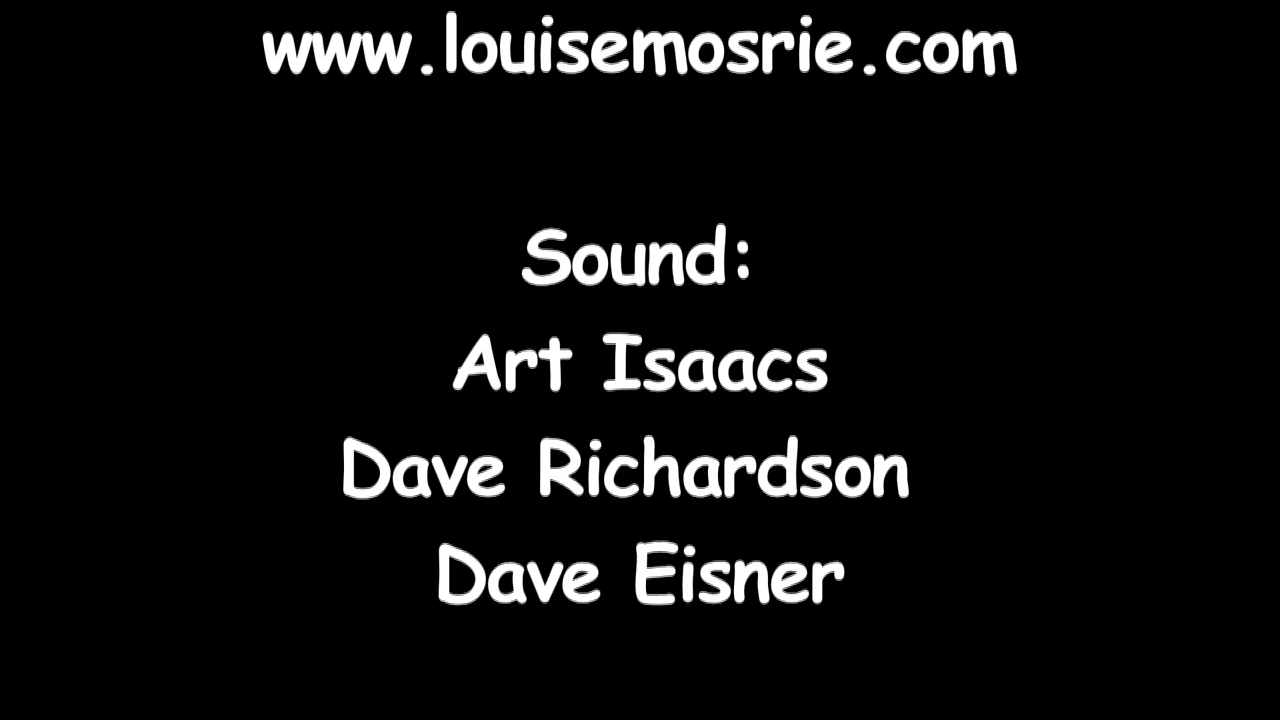 www.louisemosrie.com
Sound:
Art Isaacs
Dave Richardson
Dave Eisner